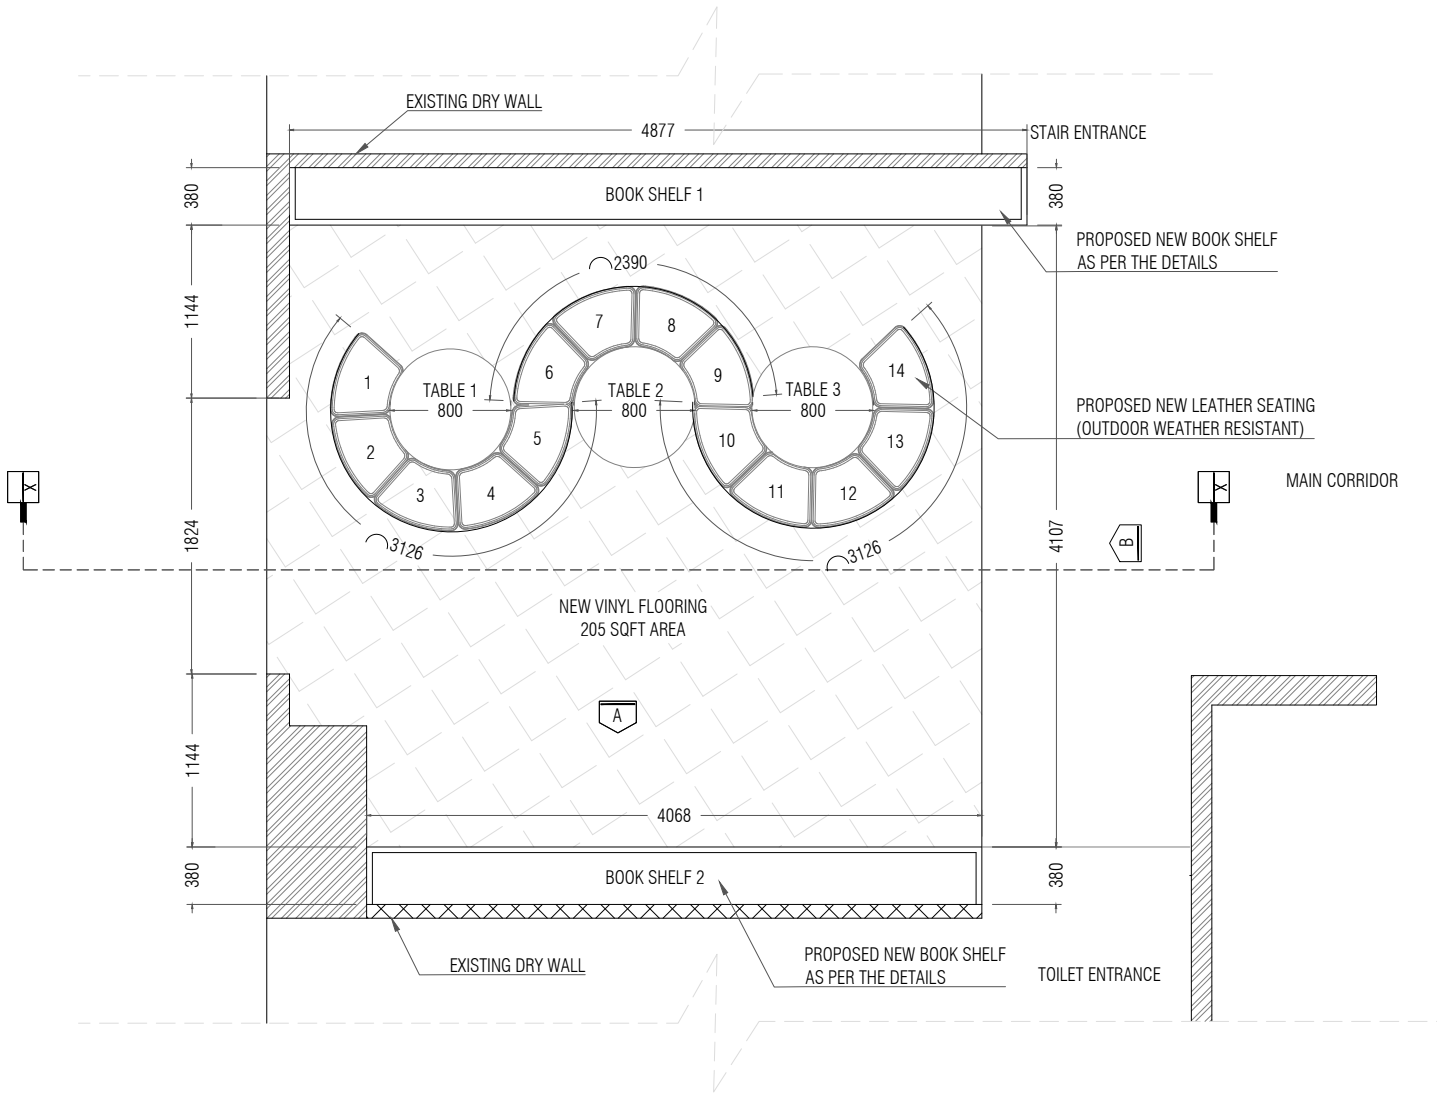 EXISTING DRY WALL
4877
STAIR ENTRANCE
380
BOOK SHELF 1
380
PROPOSED NEW BOOK SHELF
AS PER THE DETAILS
2390
1144
1
2
3
4
5
6
7
8
9
10
11
12
13
14
TABLE 1
800
TABLE 2
800
TABLE 3
800
PROPOSED NEW LEATHER SEATING
(OUTDOOR WEATHER RESISTANT)
X
X
MAIN CORRIDOR
1824
3126
3126
4107
B
NEW VINYL FLOORING
205 SQFT AREA
A
1144
4068
380
BOOK SHELF 2
380
EXISTING DRY WALL
PROPOSED NEW BOOK SHELF
AS PER THE DETAILS
TOILET ENTRANCE